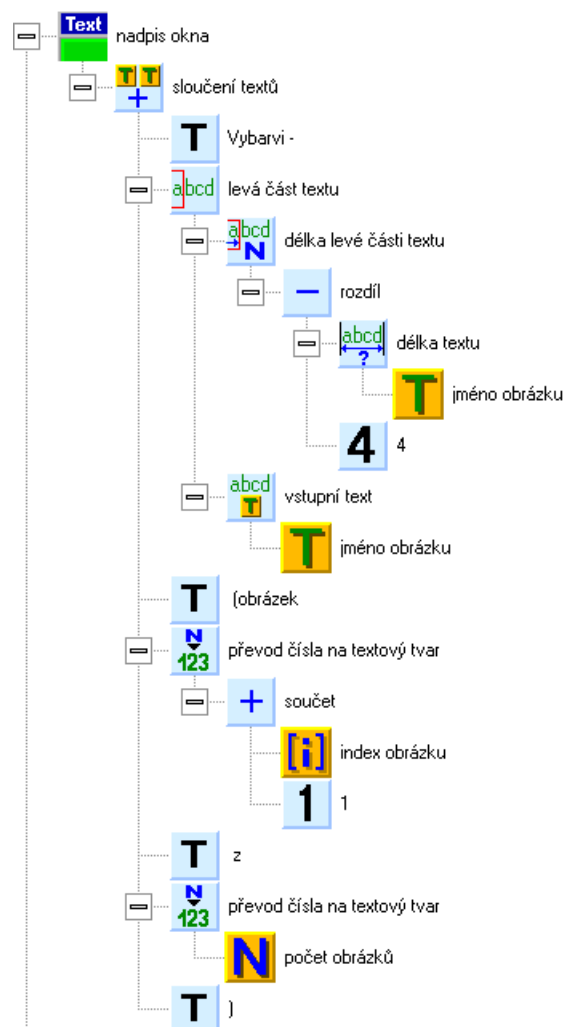 Text nadpis okna
T T sloučení textů
T Vybarvi -
abcd levá část textu
abcd N délka levé části textu
rozdíl
abcd ? délka textu
T jméno obrázku
4 4
abcd T vstupní text
T jméno obrázku
T (obrázek
N 123 převod čísla na textový tvar
+ součet
[i] index obrázku
1 1
T z
N 123 převod čísla na textový tvar
N počet obrázků
T )